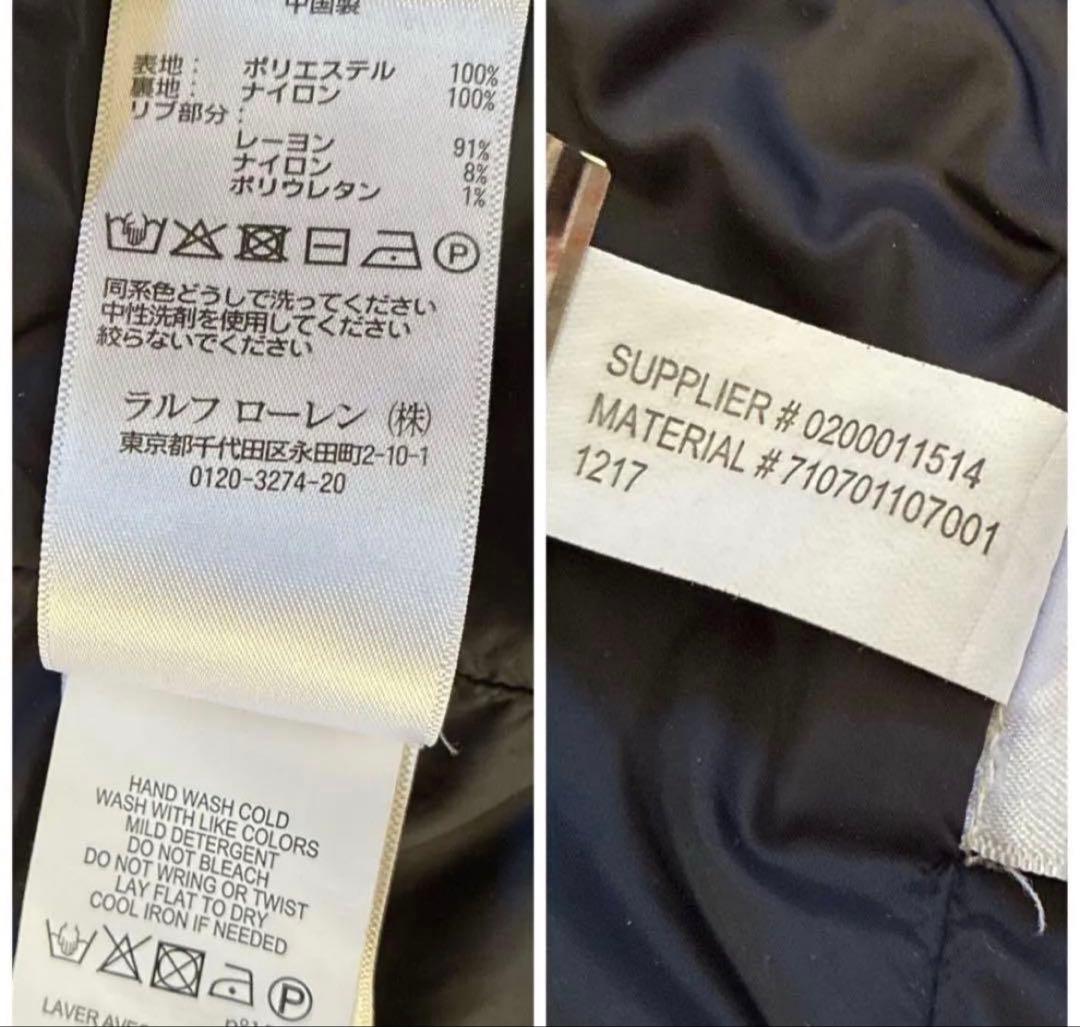 中国製
表地： ポリエステル 100%
裏地： ナイロン 100%
リブ部分：
レーヨン 91%
ナイロン 8%
ポリウレタン 1%
P
同系色どうしで洗ってください
中性洗剤を使用してください
絞らないでください
ラルフ ローレン (株)
東京都千代田区永田町2-10-1
0120-3274-20
HAND WASH COLD
WASH WITH LIKE COLORS
MILD DETERGENT
DO NOT BLEACH
DO NOT WRING OR TWIST
LAY FLAT TO DRY
COOL IRON IF NEEDED
P
LAVER
SUPPLIER # 0200011514
MATERIAL # 710701107001
1217